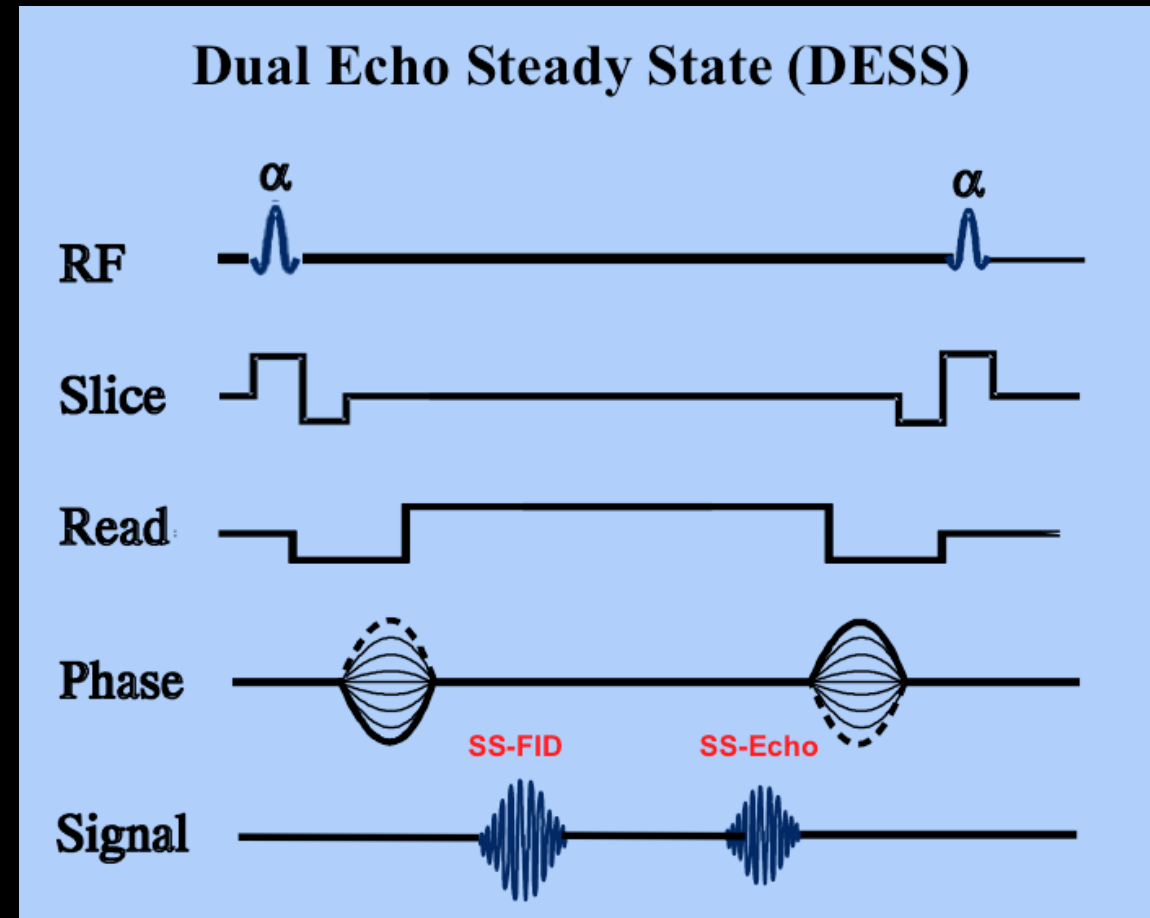 Dual Echo Steady State (DESS)
α α
RF
Slice
Read
Phase
SS-FID SS-Echo
Signal